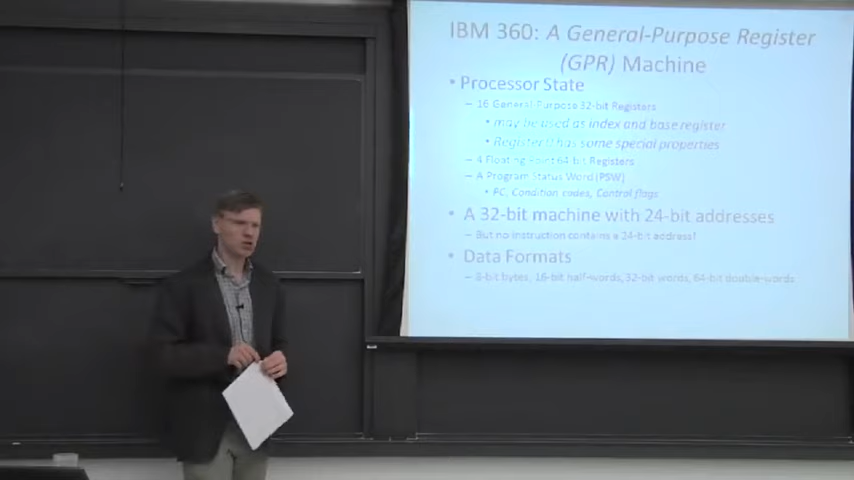 IBM 360: A General-Purpose Register
(GPR) Machine
• Processor State
– 16 General-Purpose 32-bit Registers
• may be used as index and base register
• Register 0 has some special properties
– 4 Floating Point 64-bit Registers
– A Program Status Word (PSW)
• PC, Condition codes, Control flags
• A 32-bit machine with 24-bit addresses
– But no instruction contains a 24-bit address!
• Data Formats
– 8-bit bytes, 16-bit half-words, 32-bit words, 64-bit double-words